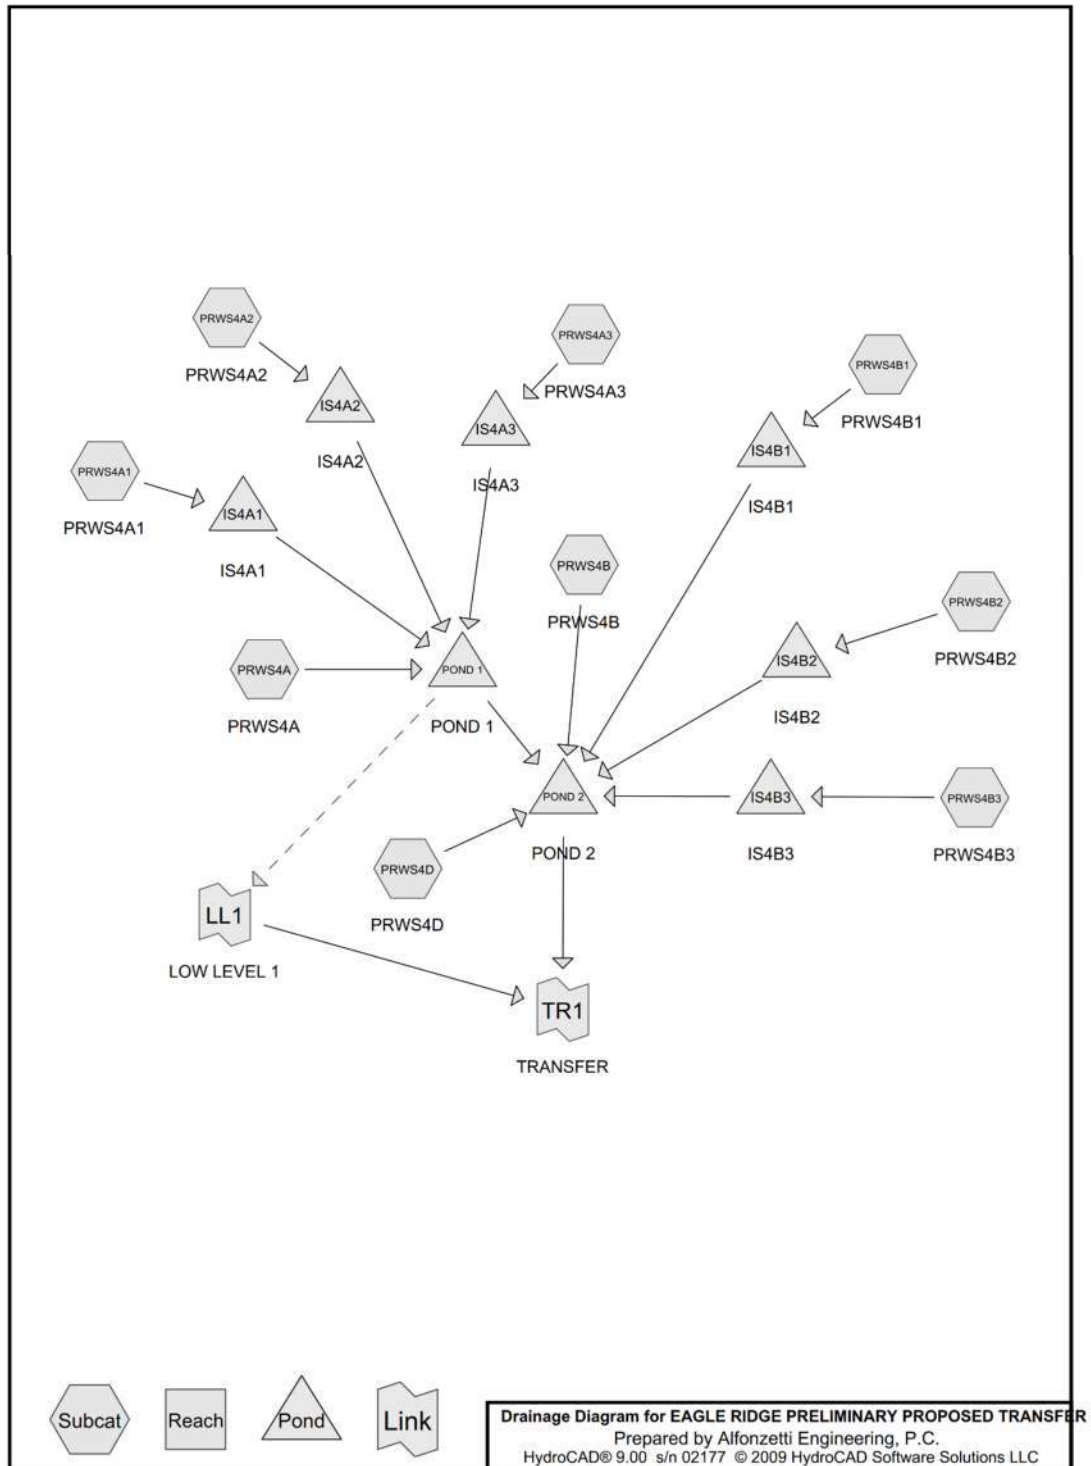 PRWS4A2
PRWS4A2
PRWS4A3
PRWS4A3
PRWS4B1
PRWS4B1
IS4A2
IS4A2
IS4A3
IS4A3
IS4B1
IS4B1
PRWS4A1
PRWS4A1
IS4A1
IS4A1
PRWS4B
PRWS4B
PRWS4B2
PRWS4B2
IS4B2
IS4B2
PRWS4A
PRWS4A
POND 1
POND 1
POND 2
POND 2
IS4B3
IS4B3
PRWS4B3
PRWS4B3
PRWS4D
PRWS4D
LL1
LOW LEVEL 1
TR1
TRANSFER
Subcat
Reach
Pond
Link
Drainage Diagram for EAGLE RIDGE PRELIMINARY PROPOSED TRANSFER
Prepared by Alfonzetti Engineering, P.C.
HydroCAD® 9.00 s/n 02177 © 2009 HydroCAD Software Solutions LLC